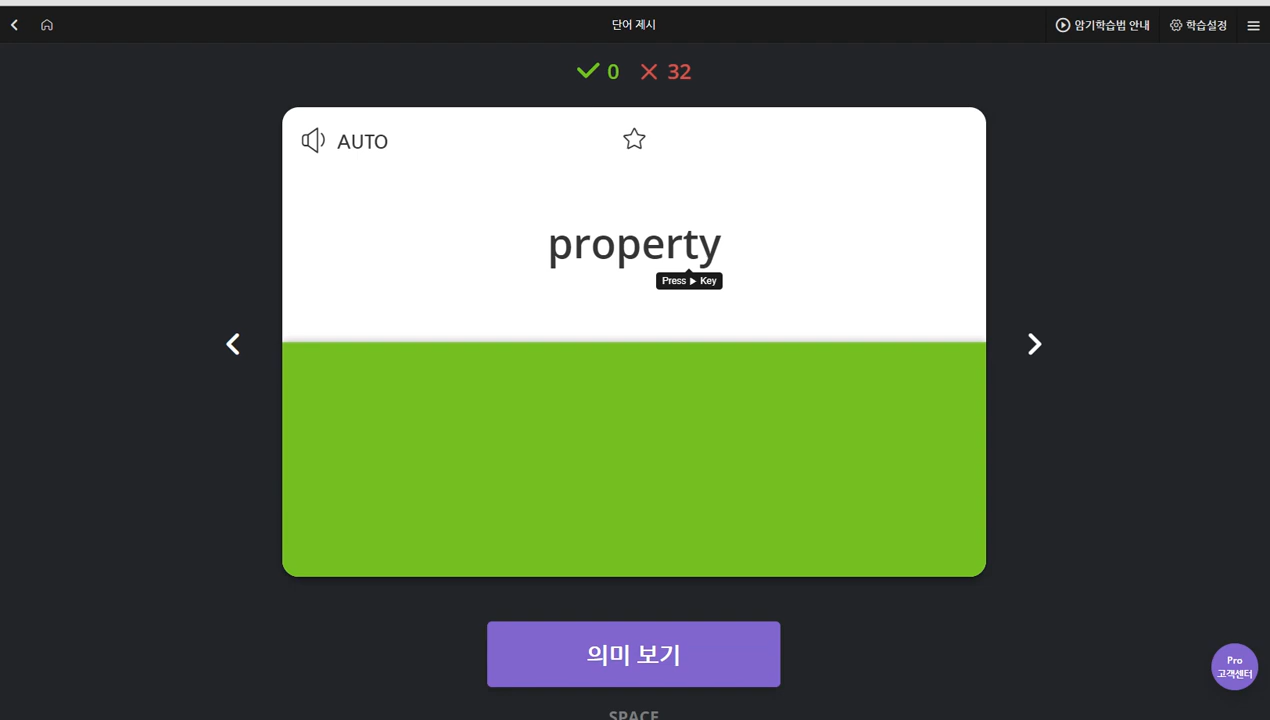 단어 제시
암기학습법 안내
학습설정
0
32
AUTO
property
Press ▶ Key
의미 보기
Pro
고객센터
SPACE